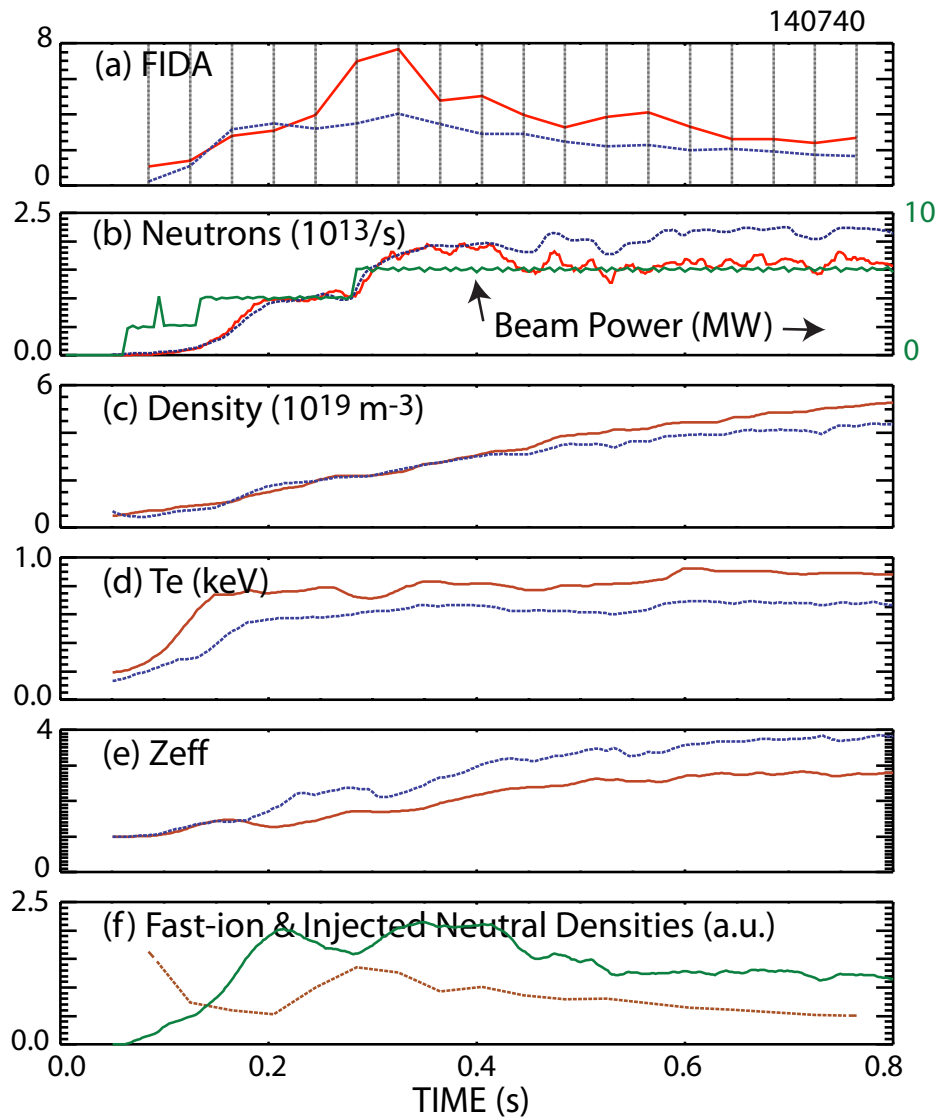 140740
8
(a) FIDA
0
2.5
10
(b) Neutrons (10¹³/s)
Beam Power (MW)
0.0
0
6
(c) Density (10¹⁹ m⁻³)
0
1.0
(d) Te (keV)
0.0
4
(e) Zeff
0
2.5
(f) Fast-ion & Injected Neutral Densities (a.u.)
0.0
0.0 0.2 0.4 0.6 0.8
TIME (s)